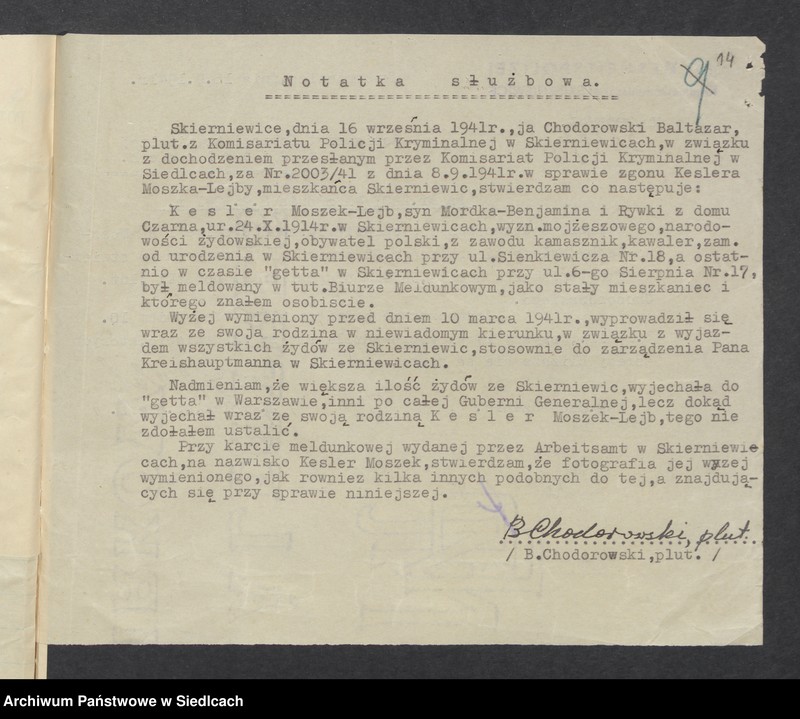 14
9
N o t a t k a   s ł u ż b o w a.
Skierniewice,dnia 16 września 1941r.,ja Chodorowski Baltazar,
plut.z Komisariatu Policji Kryminalnej w Skierniewicach,w związku
z dochodzeniem przesłanym przez Komisariat Policji Kryminalnej w
Siedlcach,za Nr.2003/41 z dnia 8.9.1941r.w sprawie zgonu Keslera
Moszka-Lejby,mieszkańca Skierniewic,stwierdzam co następuje:
K e s l e r  Moszek-Lejb,syn Mordka-Benjamina i Rywki z domu
Czarna,ur.24.X.1914r.w Skierniewicach,wyzn.mojżeszowego,narodo-
wości żydowskiej,obywatel polski,z zawodu kamasznik,kawaler,zam.
od urodzenia w Skierniewicach przy ul.Sienkiewicza Nr.18,a ostat-
nio w czasie "getta" w Skierniewicach przy ul.6-go Sierpnia Nr.17,
był meldowany w tut.Biurze Meldunkowym,jako stały mieszkaniec i
którego znałem osobiscie.
Wyżej wymieniony przed dniem 10 marca 1941r.,wyprowadził się
wraz ze swoją rodzina w niewiadomym kierunku,w związku z wyjaz-
dem wszystkich żydów ze Skierniewic,stosownie do zarządzenia Pana
Kreishauptmanna w Skierniewicach.
Nadmieniam,że większa ilość żydów ze Skierniewic,wyjechała do
"getta" w Warszawie,inni po całej Guberni Generalnej,lecz dokąd
wyjechał wraz ze swoją rodziną K e s l e r  Moszek-Lejb,tego nie
zdołałem ustalić.
Przy karcie meldunkowej wydanej przez Arbeitsamt w Skierniewie
cach,na nazwisko Kesler Moszek,stwierdzam,że fotografia jej wyzej
wymienionego,jak rowniez kilka innych podobnych do tej,a znajdują-
cych się przy sprawie niniejszej.
B Chodorowski, plut.
/ B.Chodorowski,plut. /
Archiwum Państwowe w Siedlcach